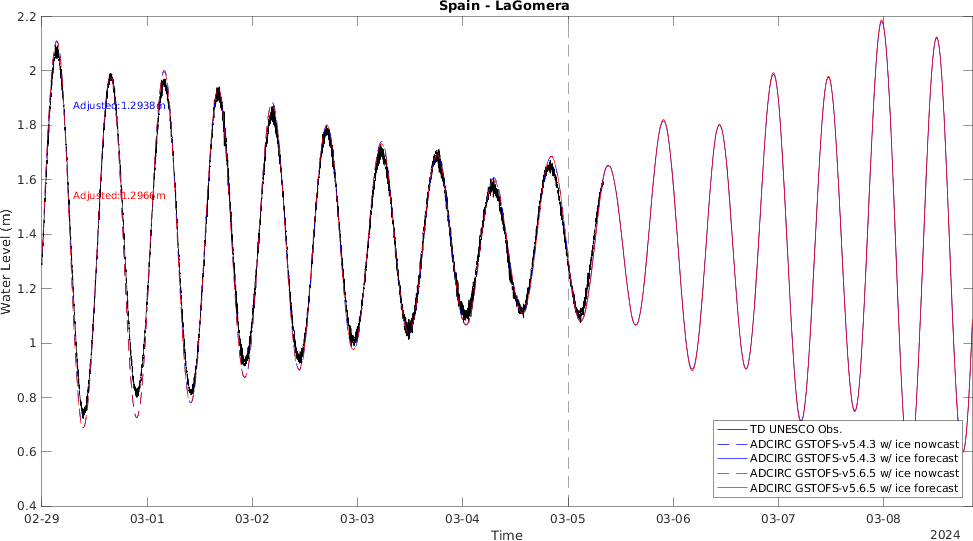 Spain - LaGomera
2.2
2
1.8
1.6
1.4
1.2
1
0.8
0.6
0.4
Water Level (m)
Adjusted:1.2938m
Adjusted:1.2966m
TD UNESCO Obs.
ADCIRC GSTOFS-v5.4.3 w/ ice nowcast
ADCIRC GSTOFS-v5.4.3 w/ ice forecast
ADCIRC GSTOFS-v5.6.5 w/ ice nowcast
ADCIRC GSTOFS-v5.6.5 w/ ice forecast
02-29 03-01 03-02 03-03 03-04 03-05 03-06 03-07 03-08
Time
2024